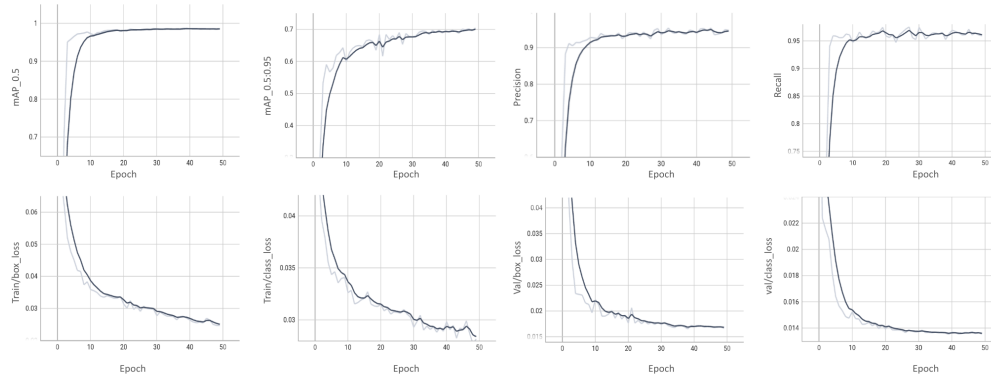 mAP_0.5
1
0.9
0.8
0.7
0 10 20 30 40 50
Epoch
mAP_0.5:0.95
0.7
0.6
0.5
0.4
0 10 20 30 40 50
Epoch
Precision
0.9
0.8
0.7
0 10 20 30 40 50
Epoch
Recall
0.95
0.9
0.85
0.8
0.75
0 10 20 30 40 50
Epoch
Train/box_loss
0.06
0.05
0.04
0.03
0 10 20 30 40 50
Epoch
Train/class_loss
0.04
0.035
0.03
0 10 20 30 40 50
Epoch
Val/box_loss
0.04
0.035
0.03
0.025
0.02
0.015
0 10 20 30 40 50
Epoch
val/class_loss
0.022
0.02
0.018
0.016
0.014
0 10 20 30 40 50
Epoch